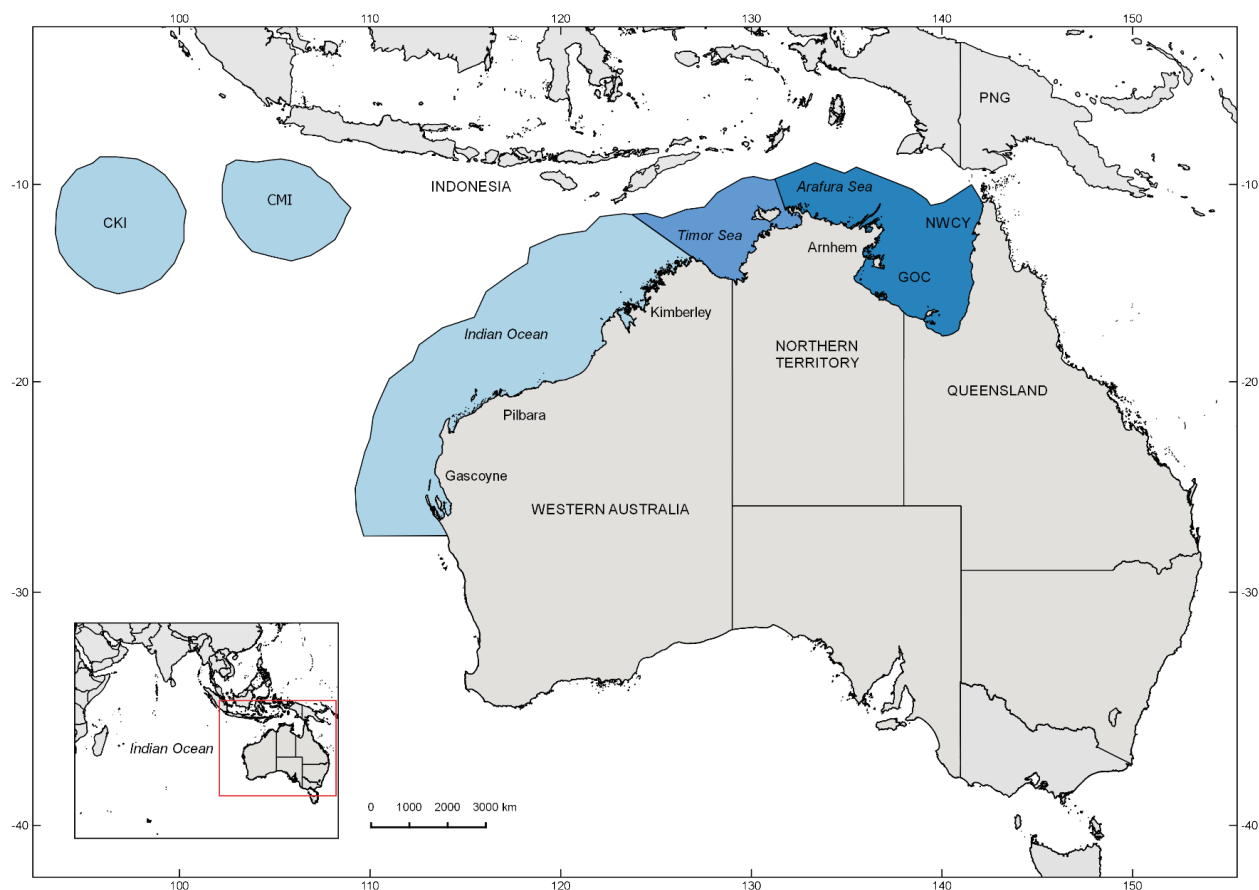 100
110
120
130
140
150
PNG
-10
INDONESIA
Arafura Sea
-10
CMI
CKI
NWCY
Timor Sea
Arnhem
GOC
Kimberley
Indian Ocean
NORTHERN
TERRITORY
-20
QUEENSLAND
-20
Pilbara
Gascoyne
WESTERN AUSTRALIA
-30
-30
Indian Ocean
0
1000
2000
3000 km
-40
-40
100
110
120
130
140
150